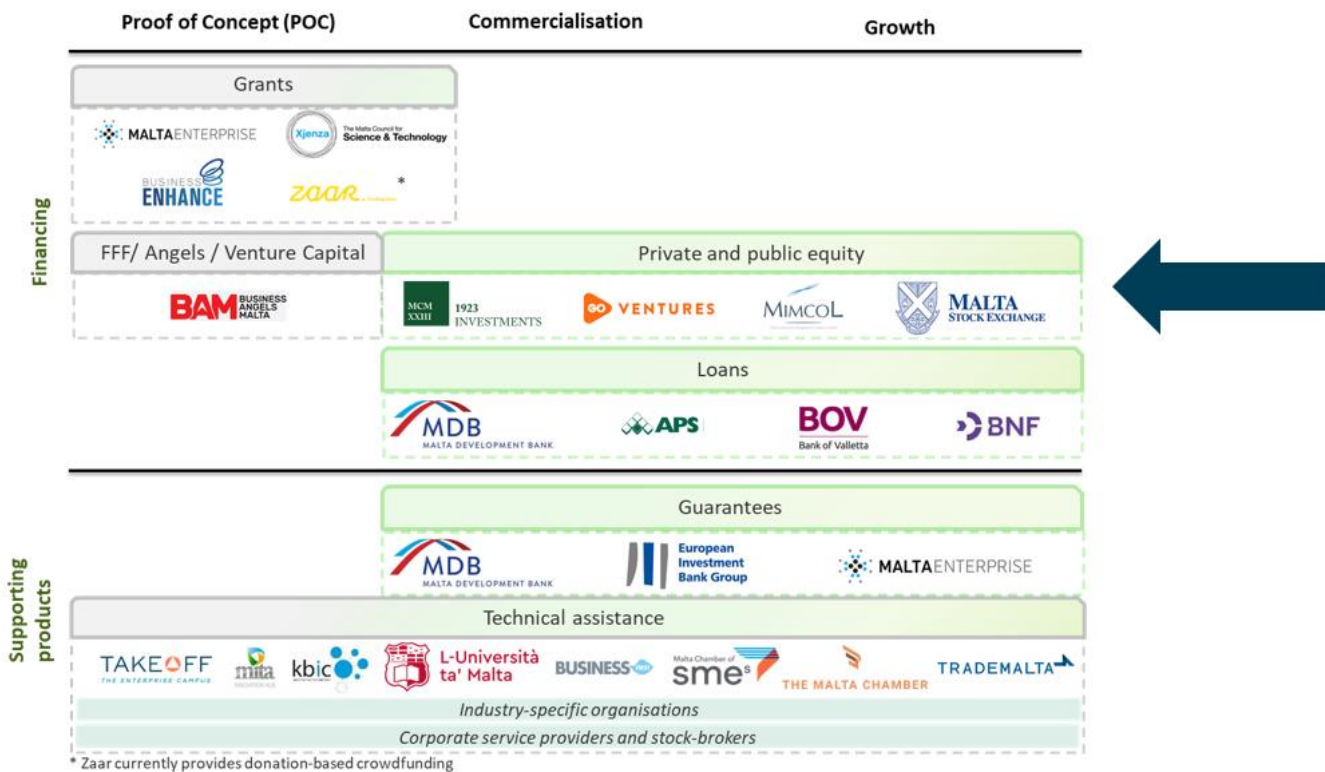 Proof of Concept (POC) Commercialisation Growth
Financing
Grants
MALTAENTERPRISE
Xjenza The Malta Council for Science & Technology
BUSINESS ENHANCE
zaar *
FFF/ Angels / Venture Capital
BAM BUSINESS ANGELS MALTA
Private and public equity
MCM XXIII 1923 INVESTMENTS
GO VENTURES
MIMCOL
MALTA STOCK EXCHANGE
Loans
MDB MALTA DEVELOPMENT BANK
APS
BOV Bank of Valletta
BNF
Supporting products
Guarantees
MDB MALTA DEVELOPMENT BANK
European Investment Bank Group
MALTAENTERPRISE
Technical assistance
TAKEOFF THE ENTERPRISE CAMPUS
mita
kbic
L-Università ta' Malta
BUSINESS FIRST
Malta Chamber of smes
THE MALTA CHAMBER
TRADEMALTA
Industry-specific organisations
Corporate service providers and stock-brokers
* Zaar currently provides donation-based crowdfunding